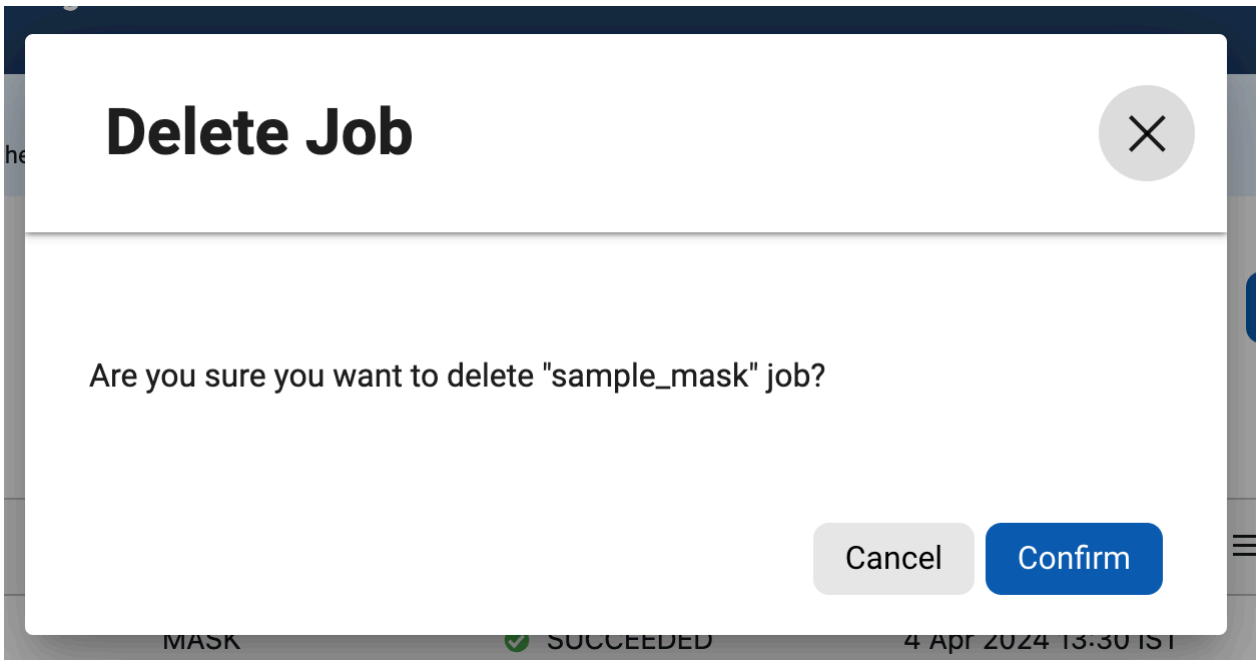 Delete Job
he
Are you sure you want to delete "sample_mask" job?
Cancel Confirm
MASK SUCCEEDED 4 Apr 2024 13:30 IST